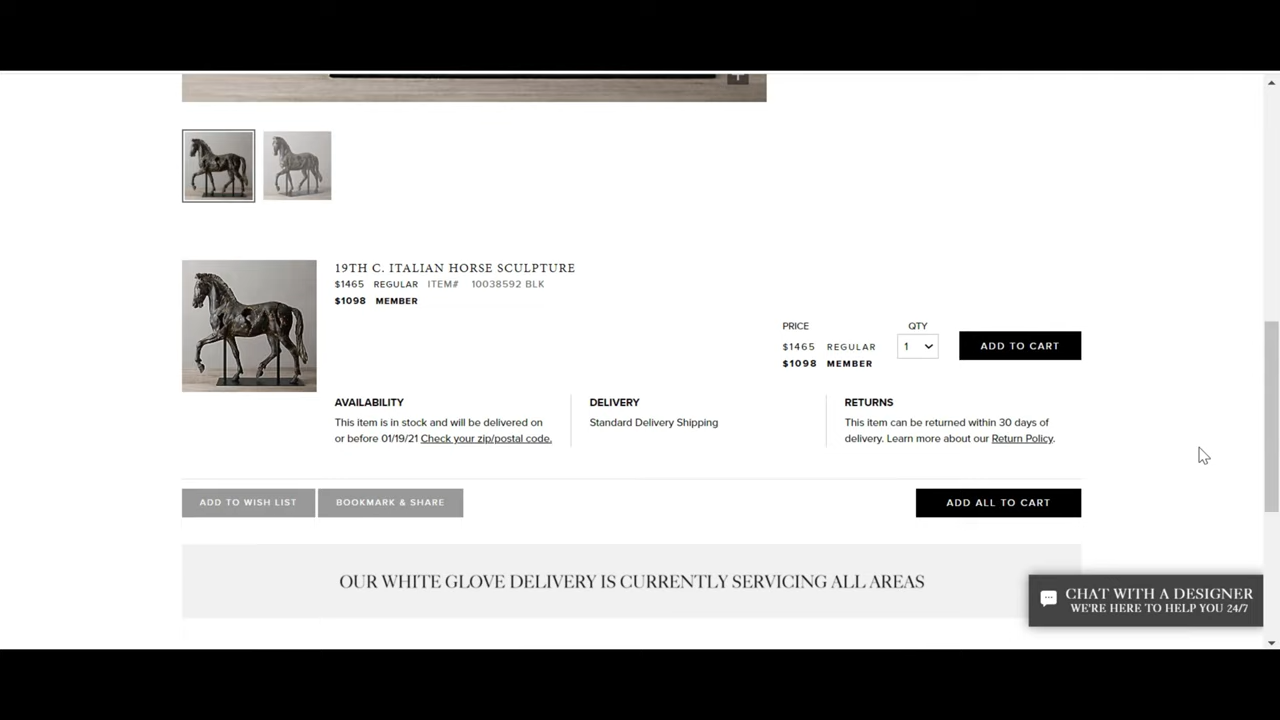 19TH C. ITALIAN HORSE SCULPTURE
$1465 REGULAR ITEM# 10038592 BLK
$1098 MEMBER
PRICE QTY
$1465 REGULAR 1 ADD TO CART
$1098 MEMBER
AVAILABILITY
This item is in stock and will be delivered on
or before 01/19/21 Check your zip/postal code.
DELIVERY
Standard Delivery Shipping
RETURNS
This item can be returned within 30 days of
delivery. Learn more about our Return Policy.
ADD TO WISH LIST BOOKMARK & SHARE ADD ALL TO CART
OUR WHITE GLOVE DELIVERY IS CURRENTLY SERVICING ALL AREAS
CHAT WITH A DESIGNER
WE'RE HERE TO HELP YOU 24/7